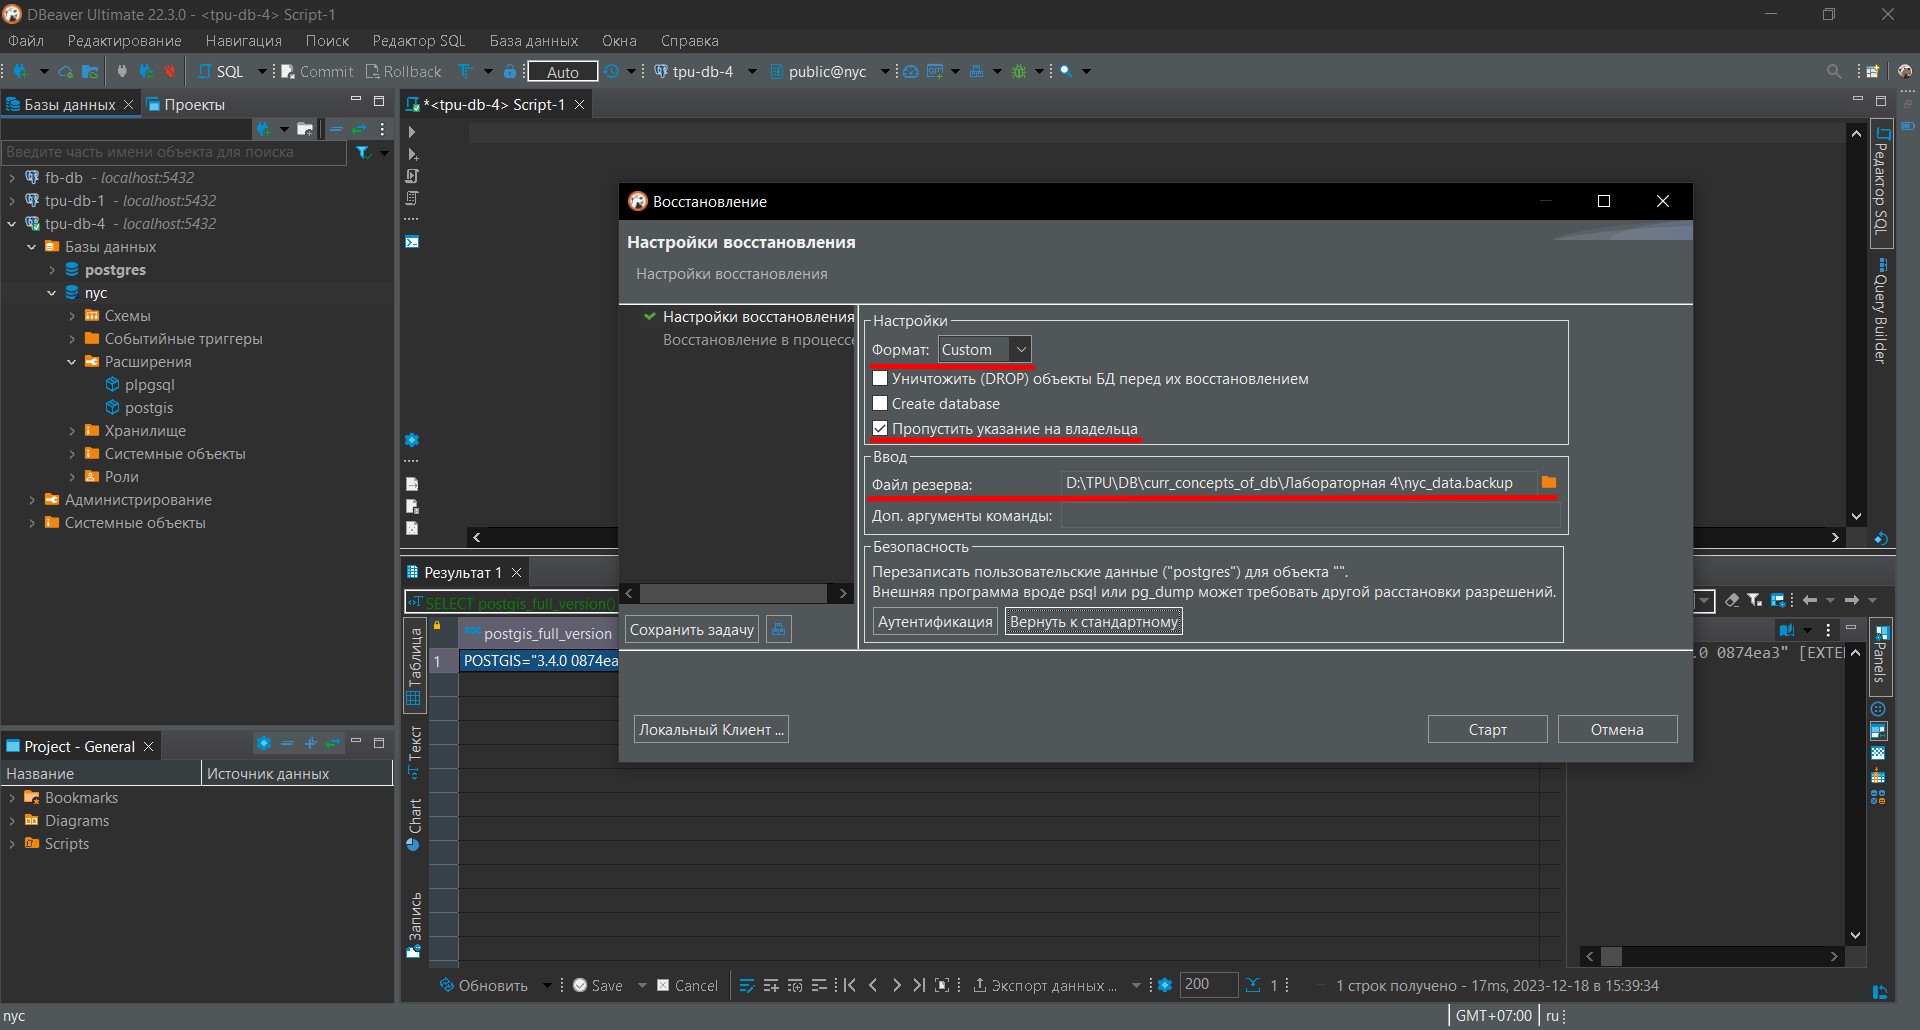 DBeaver Ultimate 22.3.0 - <tpu-db-4> Script-1
Файл Редактирование Навигация Поиск Редактор SQL База данных Окна Справка
SQL Commit Rollback Auto tpu-db-4 public@nyc
Базы данных Проекты
Введите часть имени объекта для поиска
fb-db - localhost:5432
tpu-db-1 - localhost:5432
tpu-db-4 - localhost:5432
Базы данных
postgres
nyc
Схемы
Событийные триггеры
Расширения
plpgsql
postgis
Хранилище
Системные объекты
Роли
Администрирование
Системные объекты
Project - General
Название Источник данных
Bookmarks
Diagrams
Scripts
*<tpu-db-4> Script-1
Восстановление
Настройки восстановления
Настройки восстановления
Настройки восстановления
Восстановление в процессе
Настройки
Формат: Custom
Уничтожить (DROP) объекты БД перед их восстановлением
Create database
Пропустить указание на владельца
Ввод
Файл резерва: D:\TPU\DB\curr_concepts_of_db\Лабораторная 4\nyc_data.backup
Доп. аргументы команды:
Безопасность
Перезаписать пользовательские данные ("postgres") для объекта "".
Внешняя программа вроде psql или pg_dump может требовать другой расстановки разрешений.
Аутентификация Вернуть к стандартному
Сохранить задачу
Локальный Клиент ... Старт Отмена
Результат 1
SELECT postgis_full_version()
postgis_full_version
1 POSTGIS="3.4.0 0874ea
.0 0874ea3" [EXTE
Таблица
Текст
Chart
Запись
Редактор SQL
Query Builder
Panels
Обновить Save Cancel Экспорт данных ... 200 1 1 строк получено - 17ms, 2023-12-18 в 15:39:34
nyc GMT+07:00 ru